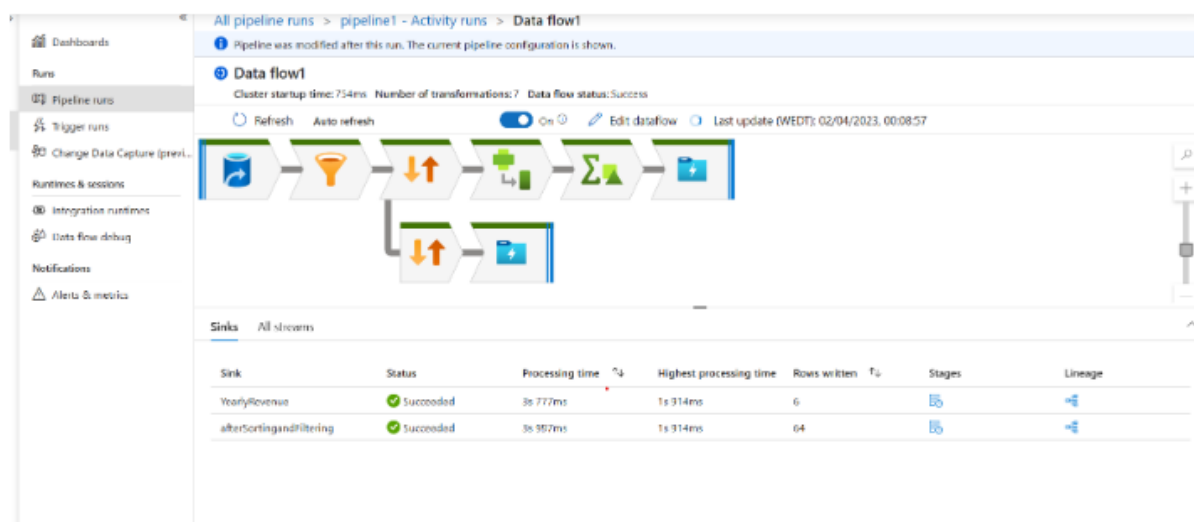 All pipeline runs > pipeline1 - Activity runs > Data flow1
Dashboards
Pipeline was modified after this run. The current pipeline configuration is shown.
Runs
Data flow1
Pipeline runs
Cluster startup time: 754ms Number of transformations: 7 Data flow status: Success
Trigger runs
Refresh Auto refresh On Edit dataflow Last update (WEDT): 02/04/2023, 00:08:57
Change Data Capture (previ...
Runtimes & sessions
Integration runtimes
Data flow debug
Notifications
Alerts & metrics
Sinks All streams
Sink Status Processing time Highest processing time Rows written Stages Lineage
YearlyRevenue Succeeded 3s 777ms 1s 914ms 6
afterSortingandFiltering Succeeded 1s 914ms 64